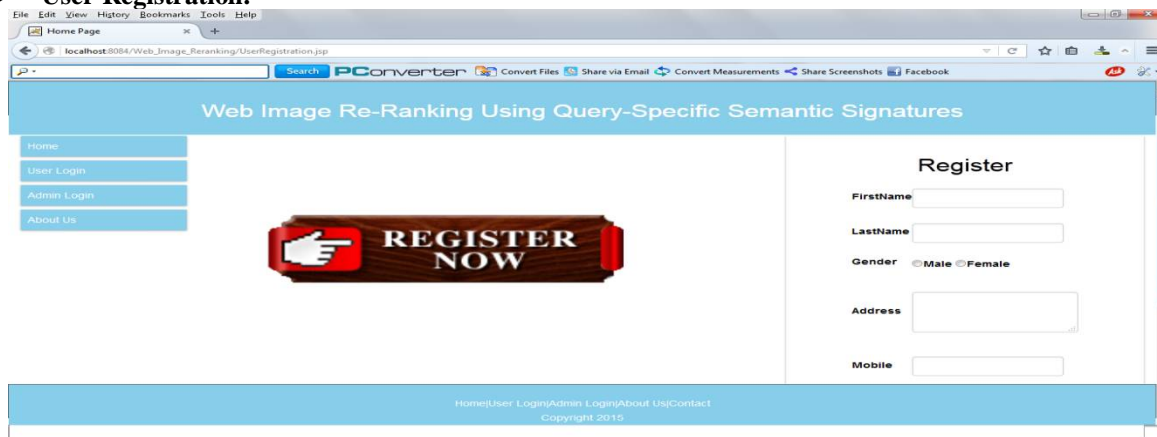 User Registration:
File Edit View History Bookmarks Tools Help
Home Page × +
localhost:8084/Web_Image_Reranking/UserRegistration.jsp
Search PConverter Convert Files Share via Email Convert Measurements Share Screenshots Facebook Ask
Web Image Re-Ranking Using Query-Specific Semantic Signatures
Home
User Login
Admin Login
About Us
REGISTER
NOW
Register
FirstName
LastName
Gender Male Female
Address
Mobile
Home|User Login|Admin Login|About Us|Contact
Copyright 2015